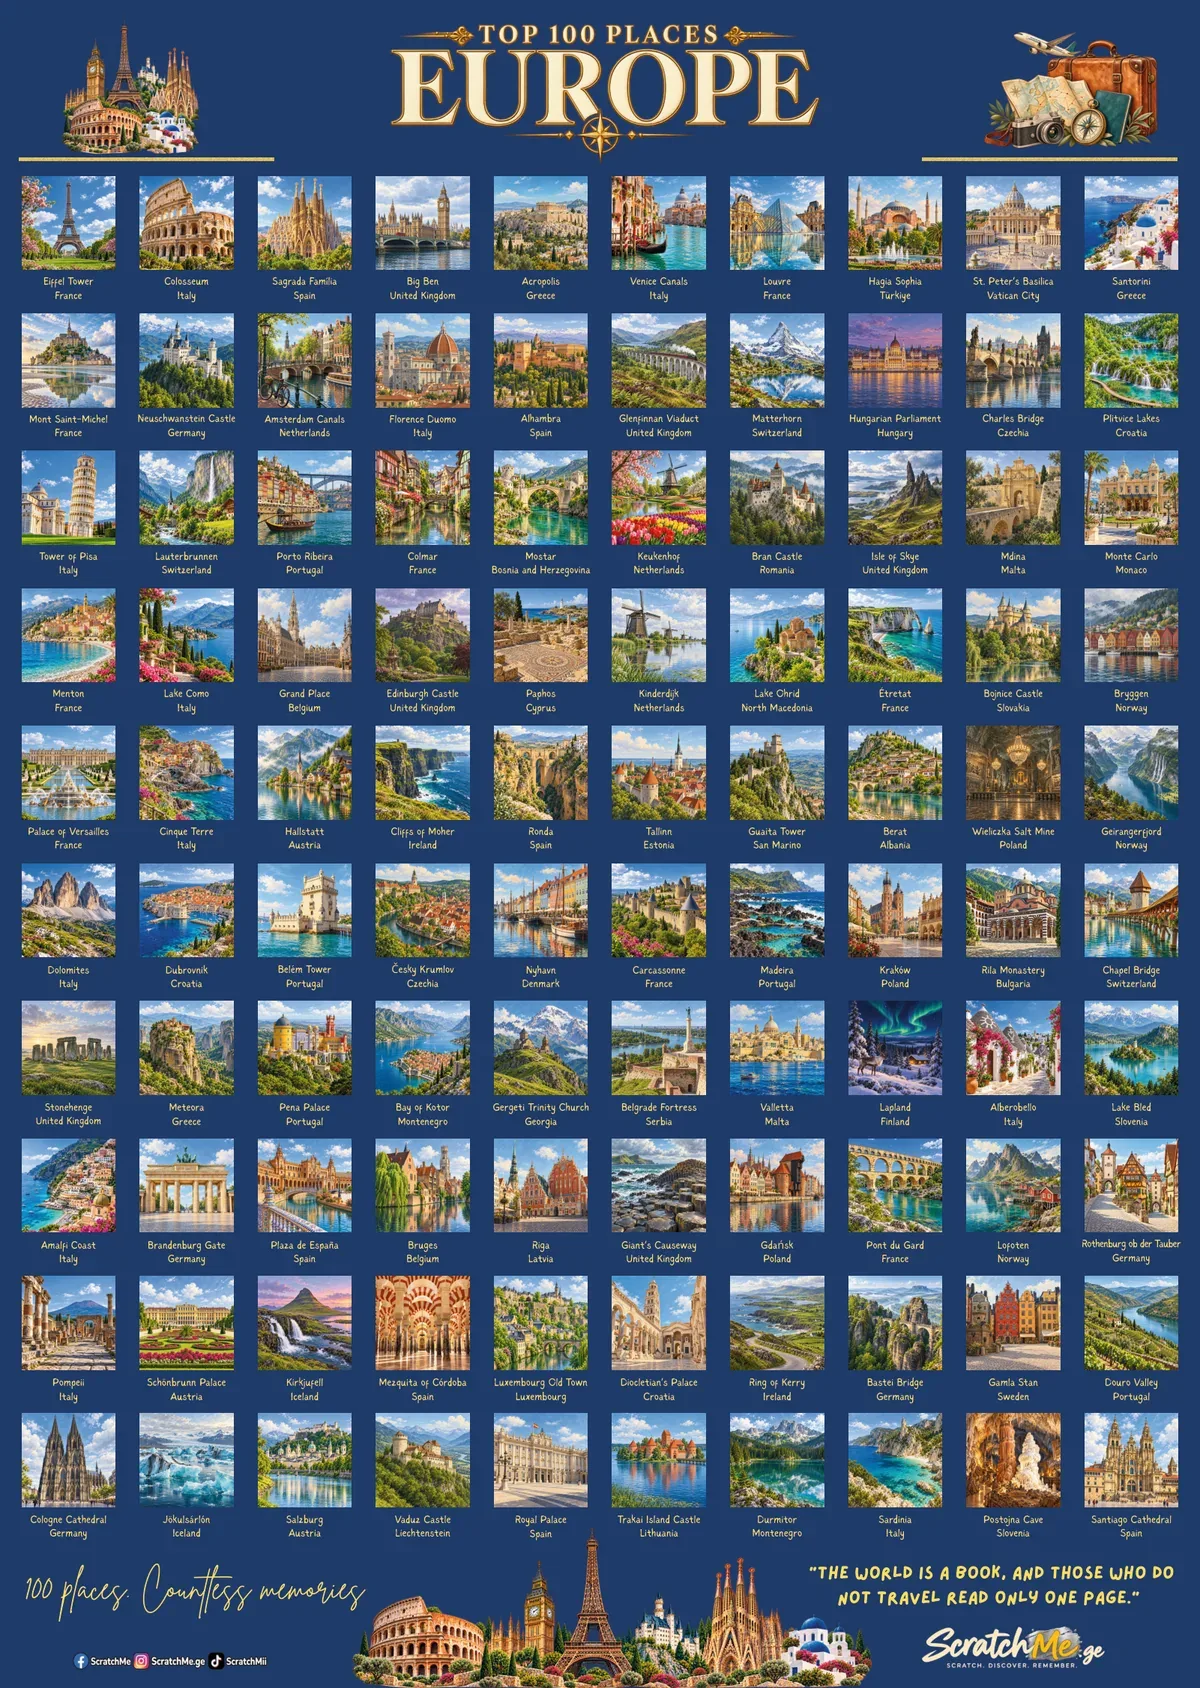 TOP 100 PLACES
EUROPE
Eiffel Tower
France
Colosseum
Italy
Sagrada Família
Spain
Big Ben
United Kingdom
Acropolis
Greece
Venice Canals
Italy
Louvre
France
Hagia Sophia
Türkiye
St. Peter's Basilica
Vatican City
Santorini
Greece
Mont Saint-Michel
France
Neuschwanstein Castle
Germany
Amsterdam Canals
Netherlands
Florence Duomo
Italy
Alhambra
Spain
Glenfinnan Viaduct
United Kingdom
Matterhorn
Switzerland
Hungarian Parliament
Hungary
Charles Bridge
Czechia
Plitvice Lakes
Croatia
Tower of Pisa
Italy
Lauterbrunnen
Switzerland
Porto Ribeira
Portugal
Colmar
France
Mostar
Bosnia and Herzegovina
Keukenhof
Netherlands
Bran Castle
Romania
Isle of Skye
United Kingdom
Mdina
Malta
Monte Carlo
Monaco
Menton
France
Lake Como
Italy
Grand Place
Belgium
Edinburgh Castle
United Kingdom
Paphos
Cyprus
Kinderdijk
Netherlands
Lake Ohrid
North Macedonia
Étretat
France
Bojnice Castle
Slovakia
Bryggen
Norway
Palace of Versailles
France
Cinque Terre
Italy
Hallstatt
Austria
Cliffs of Moher
Ireland
Ronda
Spain
Tallinn
Estonia
Guaita Tower
San Marino
Berat
Albania
Wieliczka Salt Mine
Poland
Geirangerfjord
Norway
Dolomites
Italy
Dubrovnik
Croatia
Belém Tower
Portugal
Český Krumlov
Czechia
Nyhavn
Denmark
Carcassonne
France
Madeira
Portugal
Kraków
Poland
Rila Monastery
Bulgaria
Chapel Bridge
Switzerland
Stonehenge
United Kingdom
Meteora
Greece
Pena Palace
Portugal
Bay of Kotor
Montenegro
Gergeti Trinity Church
Georgia
Belgrade Fortress
Serbia
Valletta
Malta
Lapland
Finland
Alberobello
Italy
Lake Bled
Slovenia
Amalfi Coast
Italy
Brandenburg Gate
Germany
Plaza de España
Spain
Bruges
Belgium
Riga
Latvia
Giant's Causeway
United Kingdom
Gdańsk
Poland
Pont du Gard
France
Lofoten
Norway
Rothenburg ob der Tauber
Germany
Pompeii
Italy
Schönbrunn Palace
Austria
Kirkjufell
Iceland
Mezquita of Córdoba
Spain
Luxembourg Old Town
Luxembourg
Diocletian's Palace
Croatia
Ring of Kerry
Ireland
Bastei Bridge
Germany
Gamla Stan
Sweden
Douro Valley
Portugal
Cologne Cathedral
Germany
Jökulsárlón
Iceland
Salzburg
Austria
Vaduz Castle
Liechtenstein
Royal Palace
Spain
Trakai Island Castle
Lithuania
Durmitor
Montenegro
Sardinia
Italy
Postojna Cave
Slovenia
Santiago Cathedral
Spain
100 places. Countless memories
"THE WORLD IS A BOOK, AND THOSE WHO DO
NOT TRAVEL READ ONLY ONE PAGE."
ScratchMe ScratchMe.ge ScratchMii
ScratchMe.ge
SCRATCH. DISCOVER. REMEMBER.